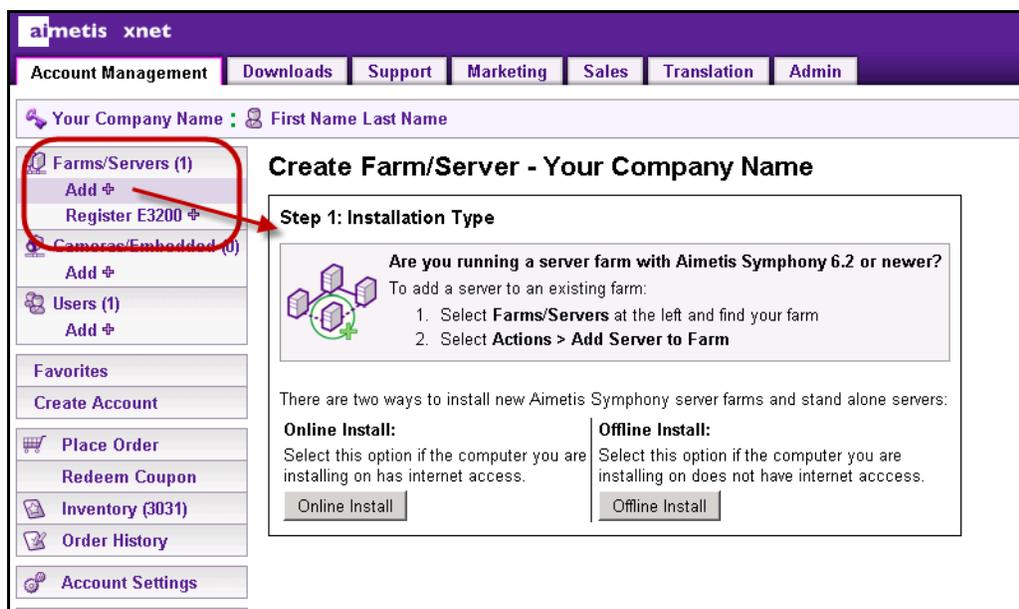 aimetis xnet
Account Management Downloads Support Marketing Sales Translation Admin
Your Company Name : First Name Last Name
Farms/Servers (1)
Add
Register E3200
Cameras/Embedded (0)
Add
Users (1)
Add
Favorites
Create Account
Place Order
Redeem Coupon
Inventory (3031)
Order History
Account Settings
Create Farm/Server - Your Company Name
Step 1: Installation Type
Are you running a server farm with Aimetis Symphony 6.2 or newer?
To add a server to an existing farm:
1. Select Farms/Servers at the left and find your farm
2. Select Actions > Add Server to Farm
There are two ways to install new Aimetis Symphony server farms and stand alone servers:
Online Install:
Select this option if the computer you are
installing on has internet access.
Online Install
Offline Install:
Select this option if the computer you are
installing on does not have internet acccess.
Offline Install